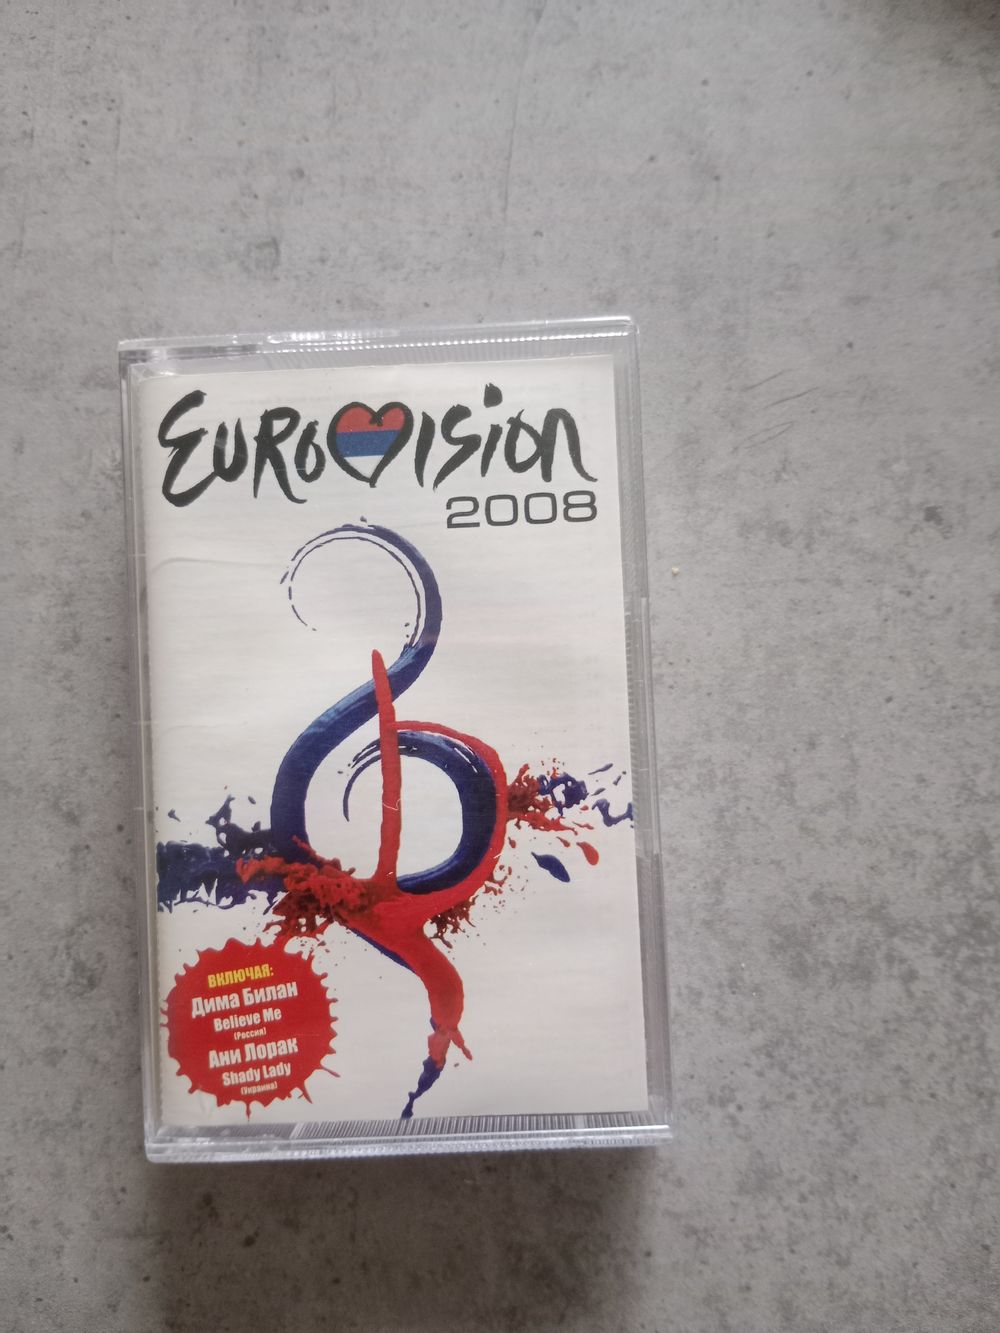 EUROVISION
2008
ВКЛЮЧАЯ:
Дима Билан
Believe Me
(Россия)
Ани Лорак
Shady Lady
(Украина)